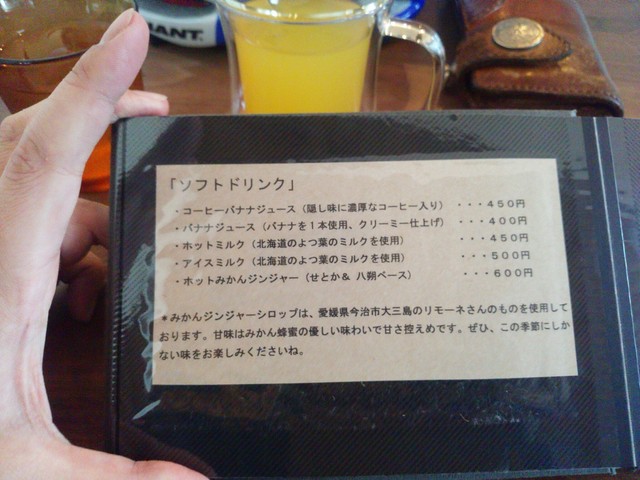 RANT.
「ソフトドリンク」
・コーヒーバナナジュース（隠し味に濃厚なコーヒー入り） ・・・４５０円
・バナナジュース（バナナを１本使用、クリーミー仕上げ） ・・・４００円
・ホットミルク（北海道のよつ葉のミルクを使用） ・・・４５０円
・アイスミルク（北海道のよつ葉のミルクを使用） ・・・５００円
・ホットみかんジンジャー（せとか＆ 八朔ベース） ・・・６００円
＊みかんジンジャーシロップは、愛媛県今治市大三島のリモーネさんのものを使用して
おります。甘味はみかん蜂蜜の優しい味わいで甘さ控えめです。ぜひ、この季節にしか
ない味をお楽しみくださいね。